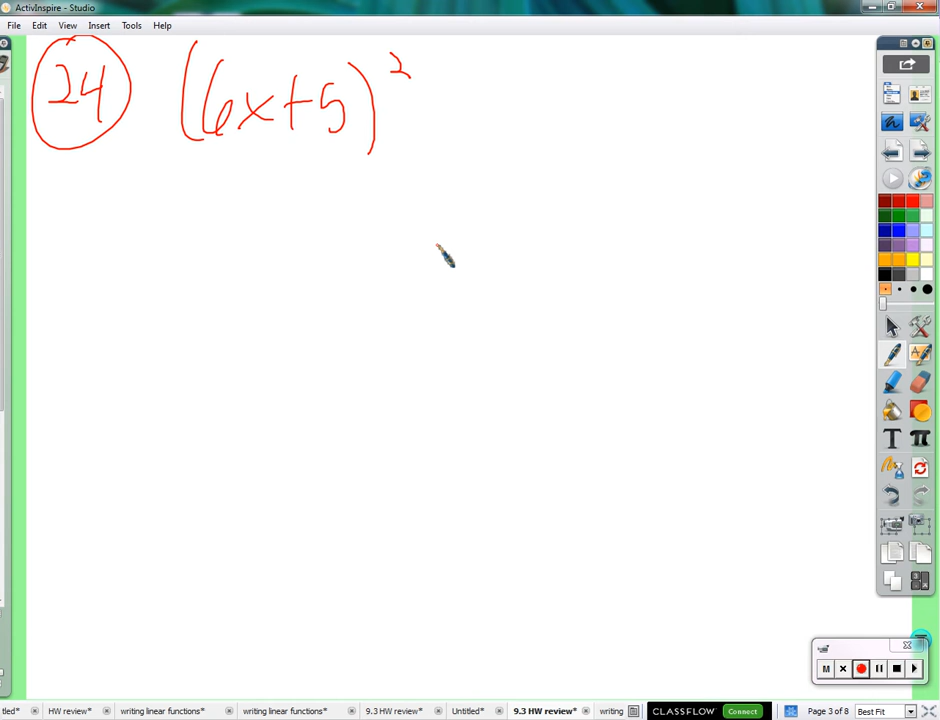 ActivInspire - Studio
File Edit View Insert Tools Help
24 (6x+5)²
M
tled* HW review* writing linear functions* writing linear functions* 9.3 HW review* Untitled* 9.3 HW review* writing CLASSFLOW Connect Page 3 of 8 Best Fit